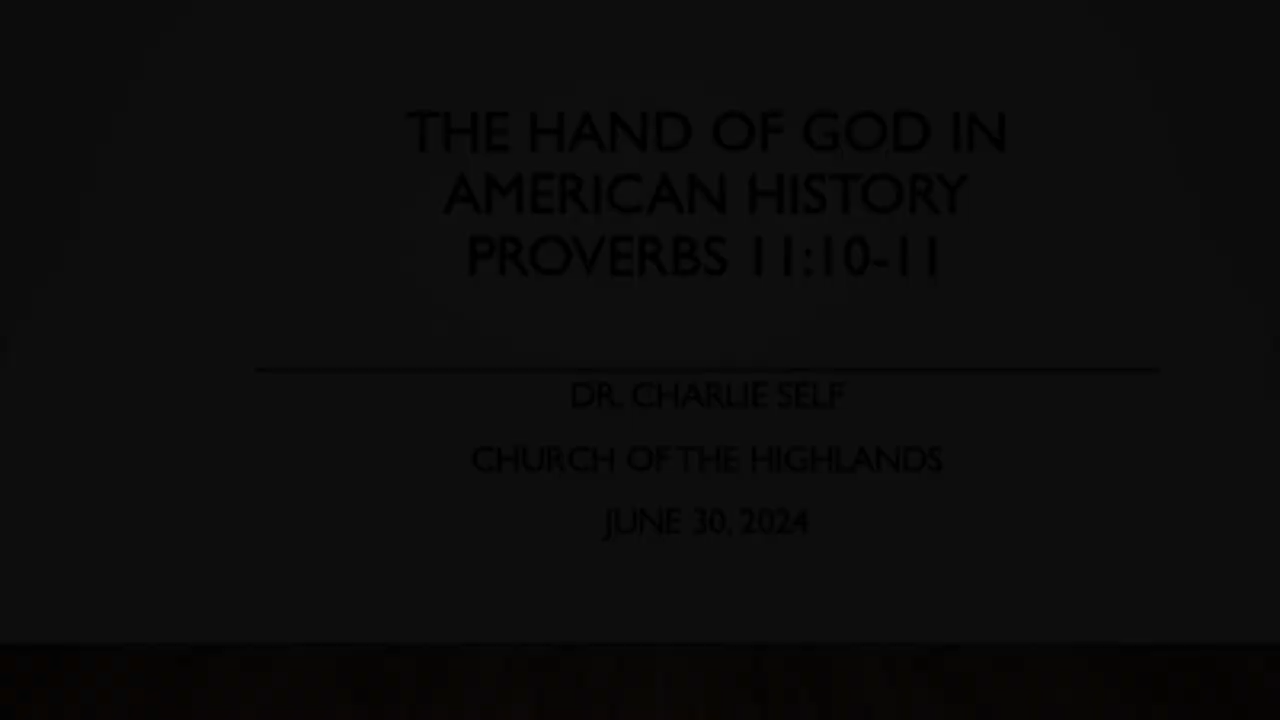 THE HAND OF GOD IN
AMERICAN HISTORY
PROVERBS 11:10-11
DR. CHARLIE SELF
CHURCH OF THE HIGHLANDS
JUNE 30, 2024